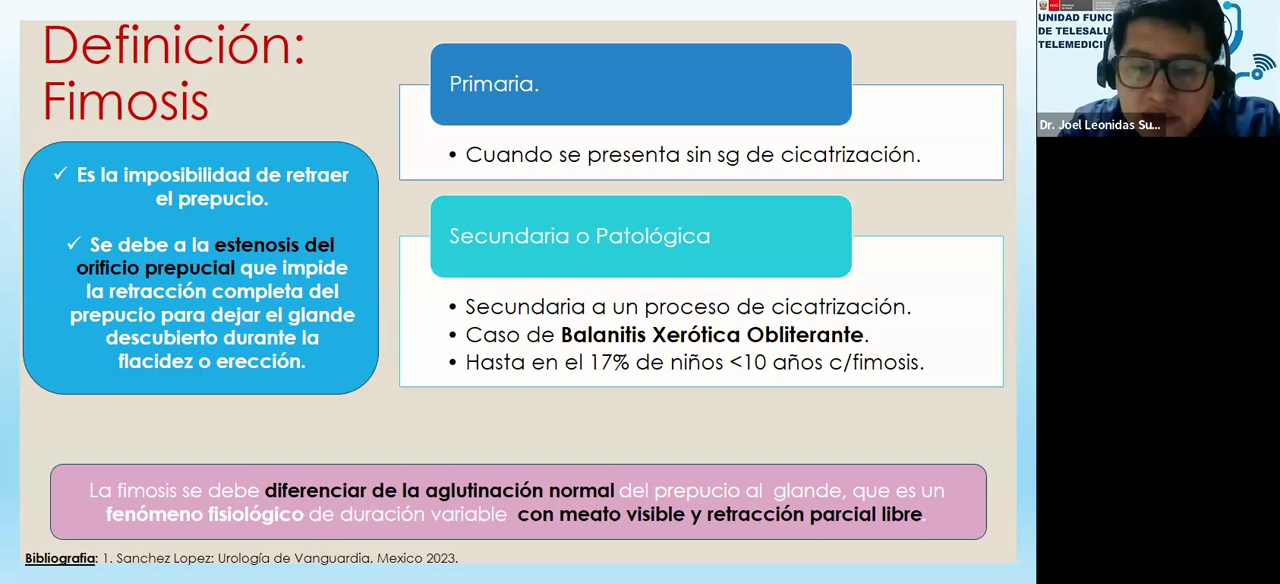 Definición:
Fimosis
✓ Es la imposibilidad de retraer
el prepucio.
✓ Se debe a la estenosis del
orificio prepucial que impide
la retracción completa del
prepucio para dejar el glande
descubierto durante la
flacidez o erección.
Primaria.
• Cuando se presenta sin sg de cicatrización.
Secundaria o Patológica
• Secundaria a un proceso de cicatrización.
• Caso de Balanitis Xerótica Obliterante.
• Hasta en el 17% de niños <10 años c/fimosis.
La fimosis se debe diferenciar de la aglutinación normal del prepucio al glande, que es un
fenómeno fisiológico de duración variable con meato visible y retracción parcial libre.
Bibliografia: 1. Sanchez Lopez: Urología de Vanguardia. Mexico 2023.
UNIDAD FUNC
DE TELESALU
TELEMEDICI
Dr. Joel Leonidas Su...